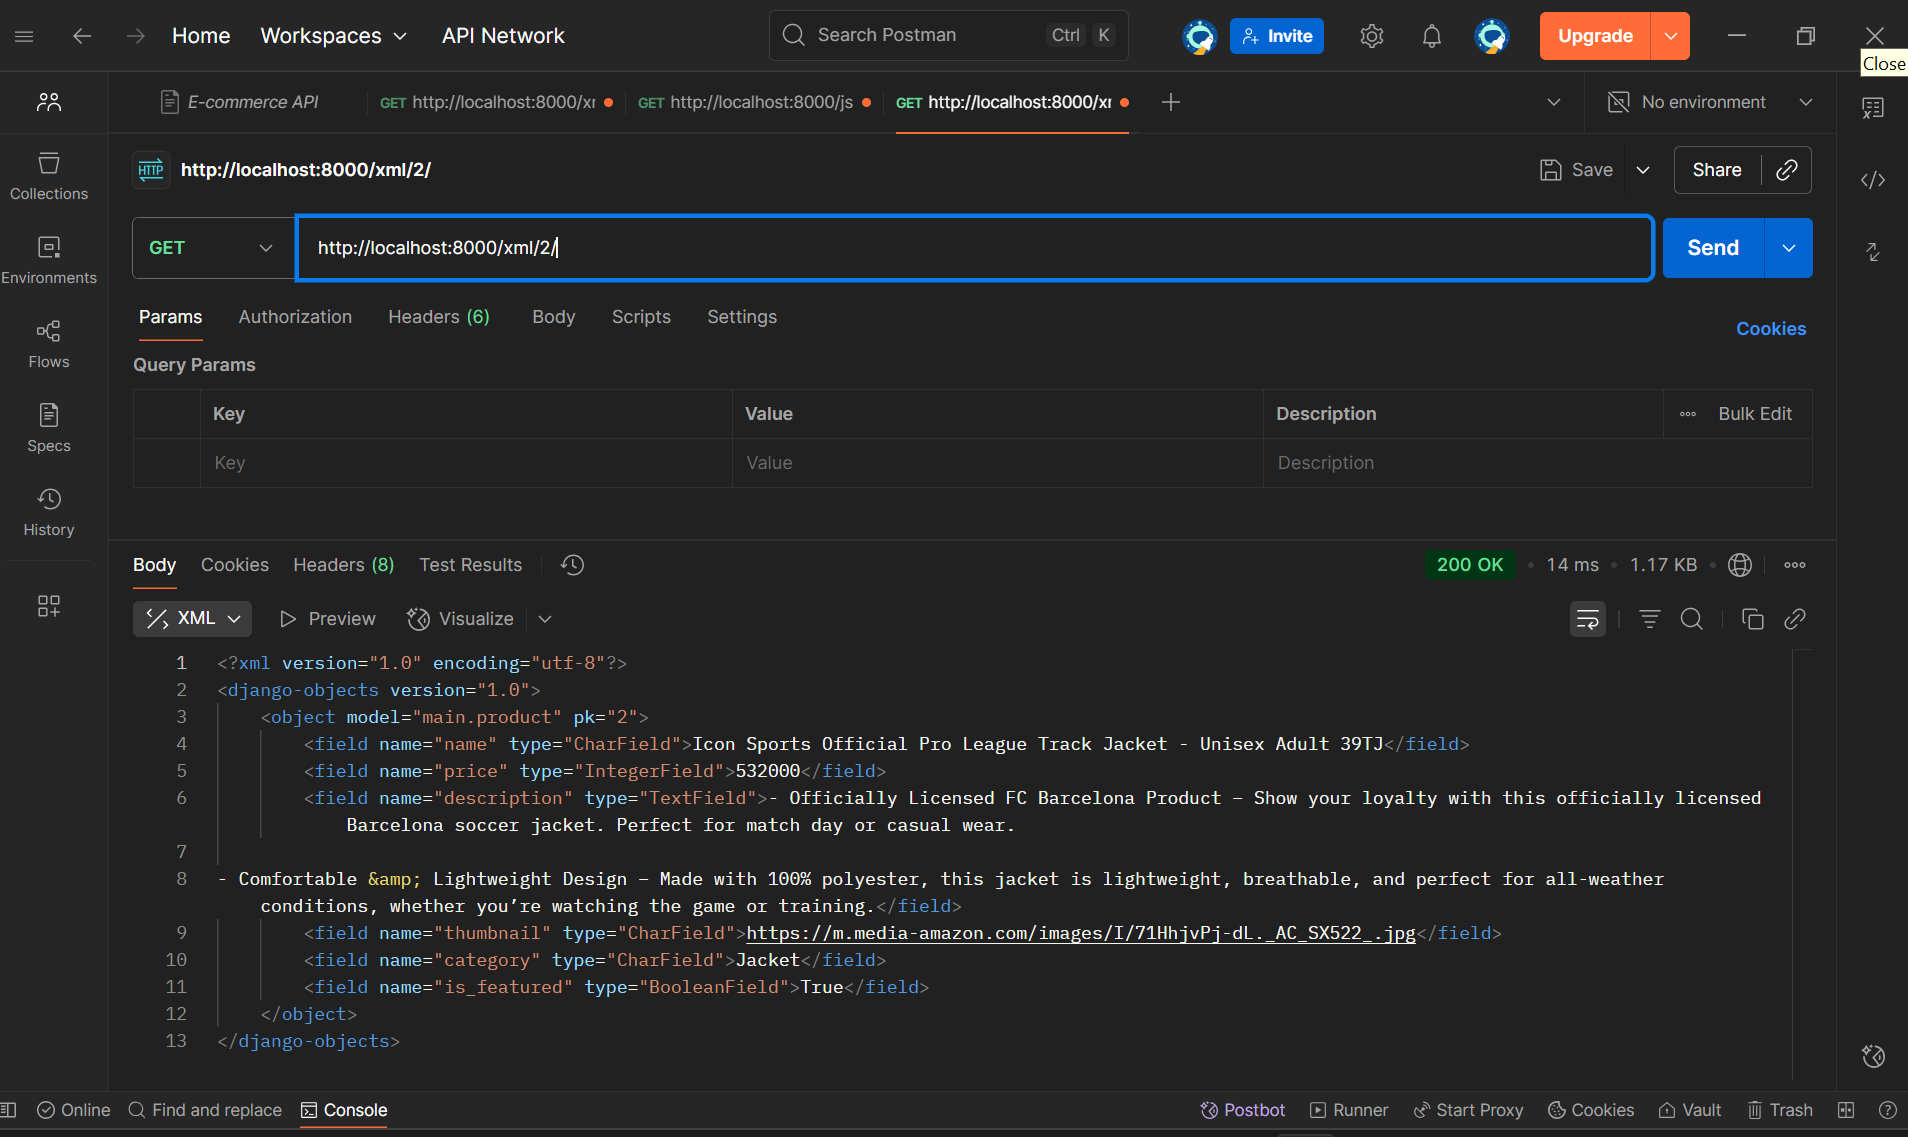 Home Workspaces API Network Search Postman Ctrl K Invite Upgrade
Close
E-commerce API GET http://localhost:8000/xr GET http://localhost:8000/js GET http://localhost:8000/xr No environment
HTTP http://localhost:8000/xml/2/ Save Share
GET http://localhost:8000/xml/2/ Send
Collections
Environments
Flows
Specs
History
Params Authorization Headers (6) Body Scripts Settings Cookies
Query Params
Key Value Description Bulk Edit
Key Value Description
Body Cookies Headers (8) Test Results 200 OK • 14 ms • 1.17 KB •
XML Preview Visualize
1 <?xml version="1.0" encoding="utf-8"?>
2 <django-objects version="1.0">
3 <object model="main.product" pk="2">
4 <field name="name" type="CharField">Icon Sports Official Pro League Track Jacket - Unisex Adult 39TJ</field>
5 <field name="price" type="IntegerField">532000</field>
6 <field name="description" type="TextField">- Officially Licensed FC Barcelona Product – Show your loyalty with this officially licensed
Barcelona soccer jacket. Perfect for match day or casual wear.
7
8 - Comfortable &amp; Lightweight Design – Made with 100% polyester, this jacket is lightweight, breathable, and perfect for all-weather
conditions, whether you’re watching the game or training.</field>
9 <field name="thumbnail" type="CharField">https://m.media-amazon.com/images/I/71HhjvPj-dL._AC_SX522_.jpg</field>
10 <field name="category" type="CharField">Jacket</field>
11 <field name="is_featured" type="BooleanField">True</field>
12 </object>
13 </django-objects>
Online Find and replace Console Postbot Runner Start Proxy Cookies Vault Trash